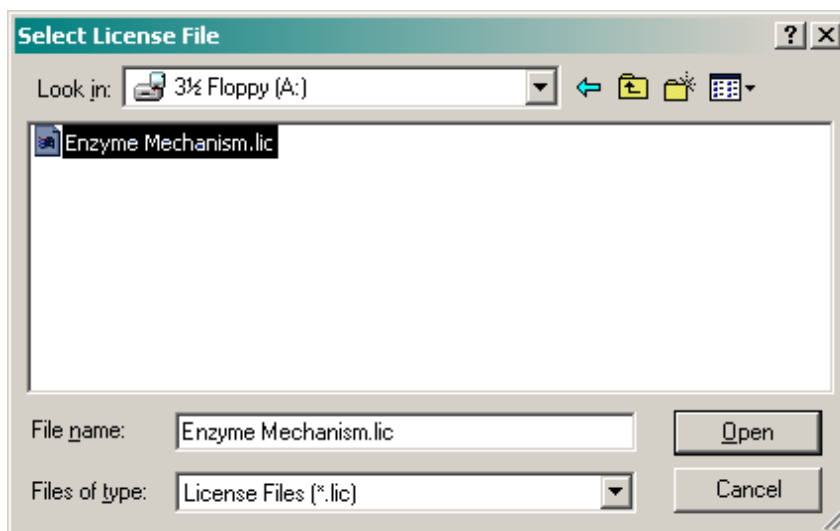 Select License File
Look in: 3½ Floppy (A:)
Enzyme Mechanism.lic
File name: Enzyme Mechanism.lic Open
Files of type: License Files (*.lic) Cancel